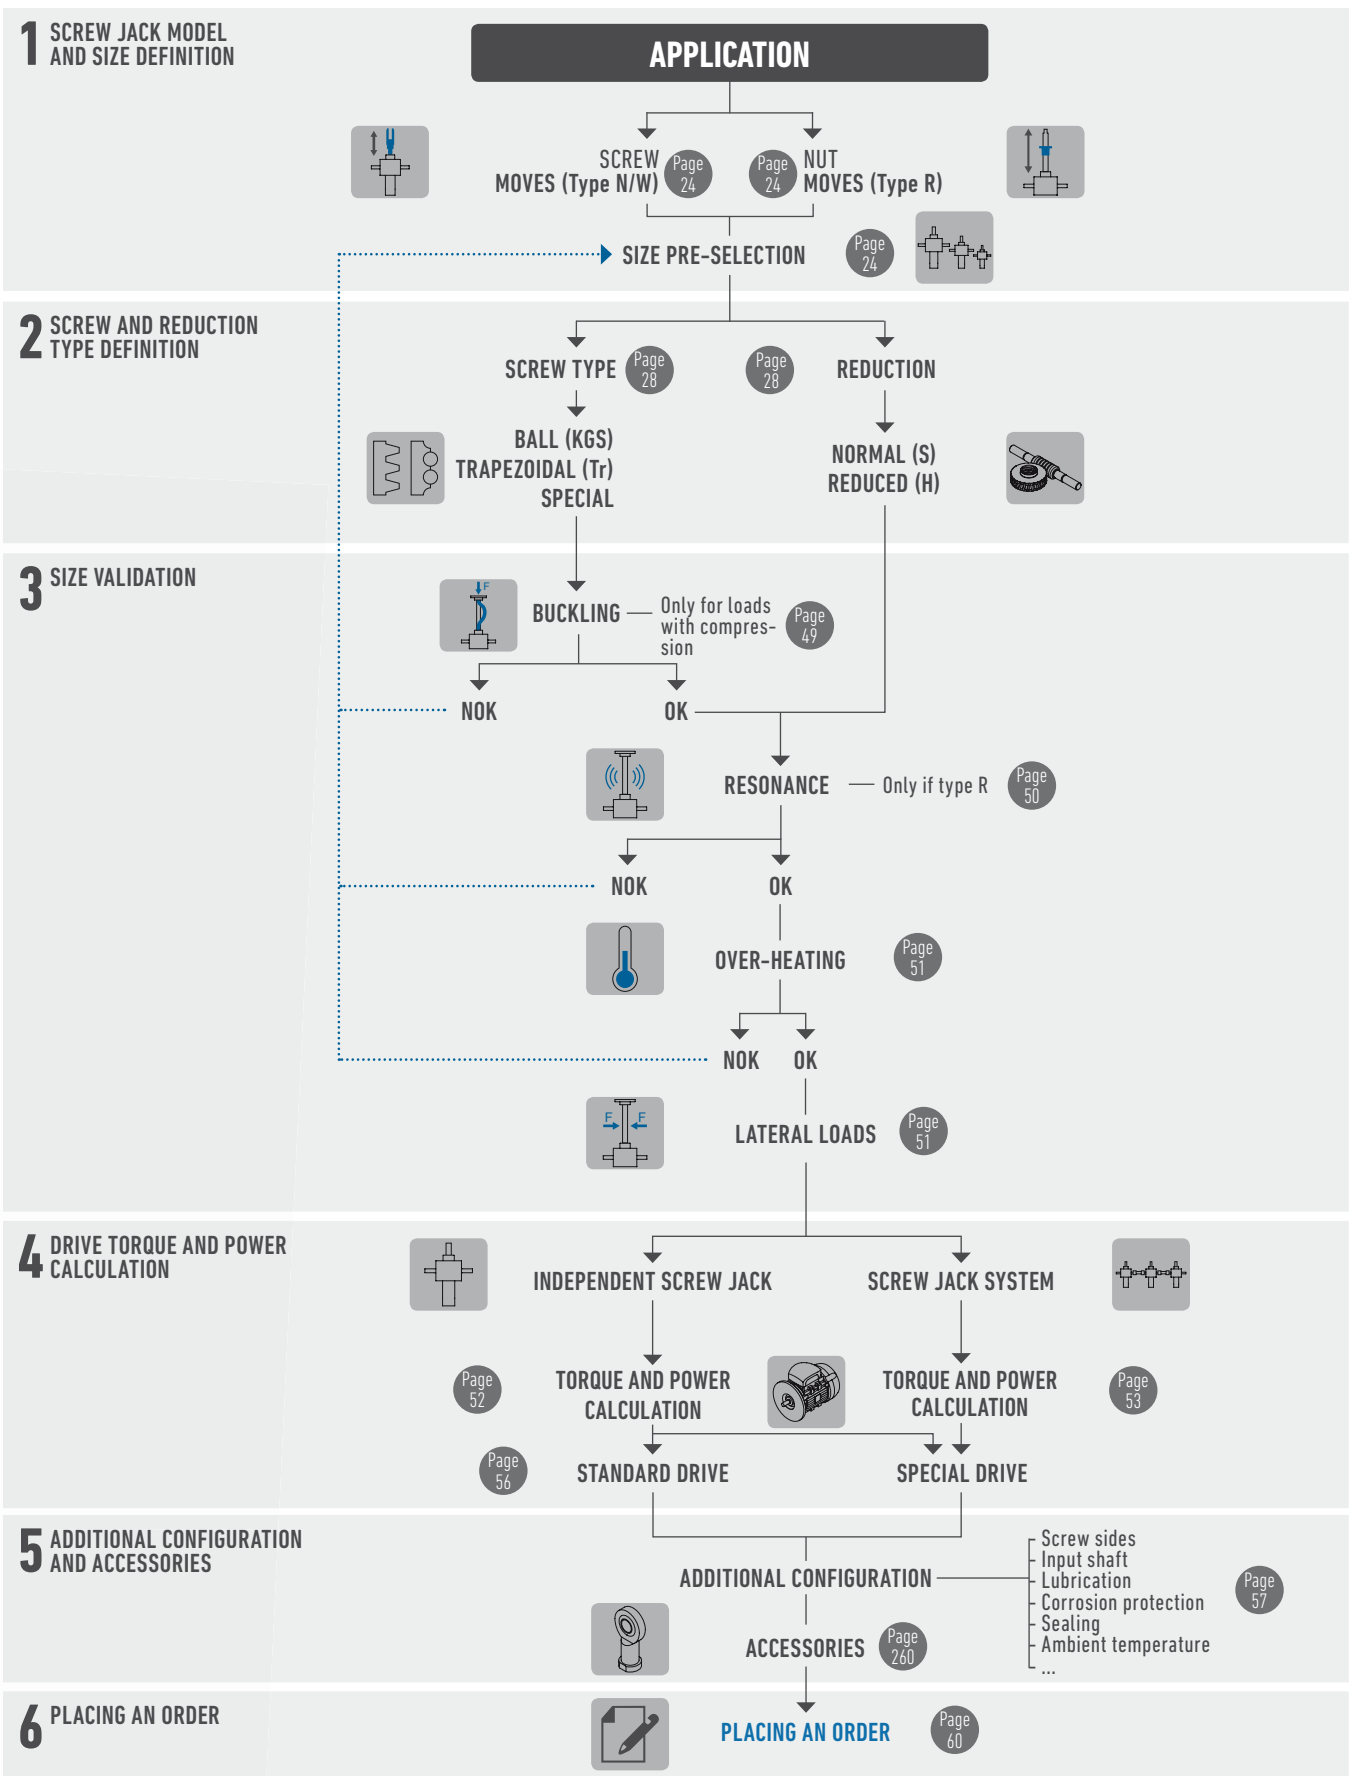 1 SCREW JACK MODEL
AND SIZE DEFINITION
APPLICATION
SCREW
MOVES (Type N/W)
Page
24
Page
24
NUT
MOVES (Type R)
SIZE PRE-SELECTION
Page
24
2 SCREW AND REDUCTION
TYPE DEFINITION
SCREW TYPE
Page
28
Page
28
REDUCTION
BALL (KGS)
TRAPEZOIDAL (Tr)
SPECIAL
NORMAL (S)
REDUCED (H)
3 SIZE VALIDATION
F
BUCKLING
Only for loads
with compres-
sion
Page
49
NOK
OK
RESONANCE
Only if type R
Page
50
NOK
OK
OVER-HEATING
Page
51
NOK
OK
F
F
LATERAL LOADS
Page
51
4 DRIVE TORQUE AND POWER
CALCULATION
INDEPENDENT SCREW JACK
SCREW JACK SYSTEM
Page
52
TORQUE AND POWER
CALCULATION
TORQUE AND POWER
CALCULATION
Page
53
Page
56
STANDARD DRIVE
SPECIAL DRIVE
5 ADDITIONAL CONFIGURATION
AND ACCESSORIES
ADDITIONAL CONFIGURATION
Screw sides
Input shaft
Lubrication
Corrosion protection
Sealing
Ambient temperature
...
Page
57
ACCESSORIES
Page
260
6 PLACING AN ORDER
PLACING AN ORDER
Page
60